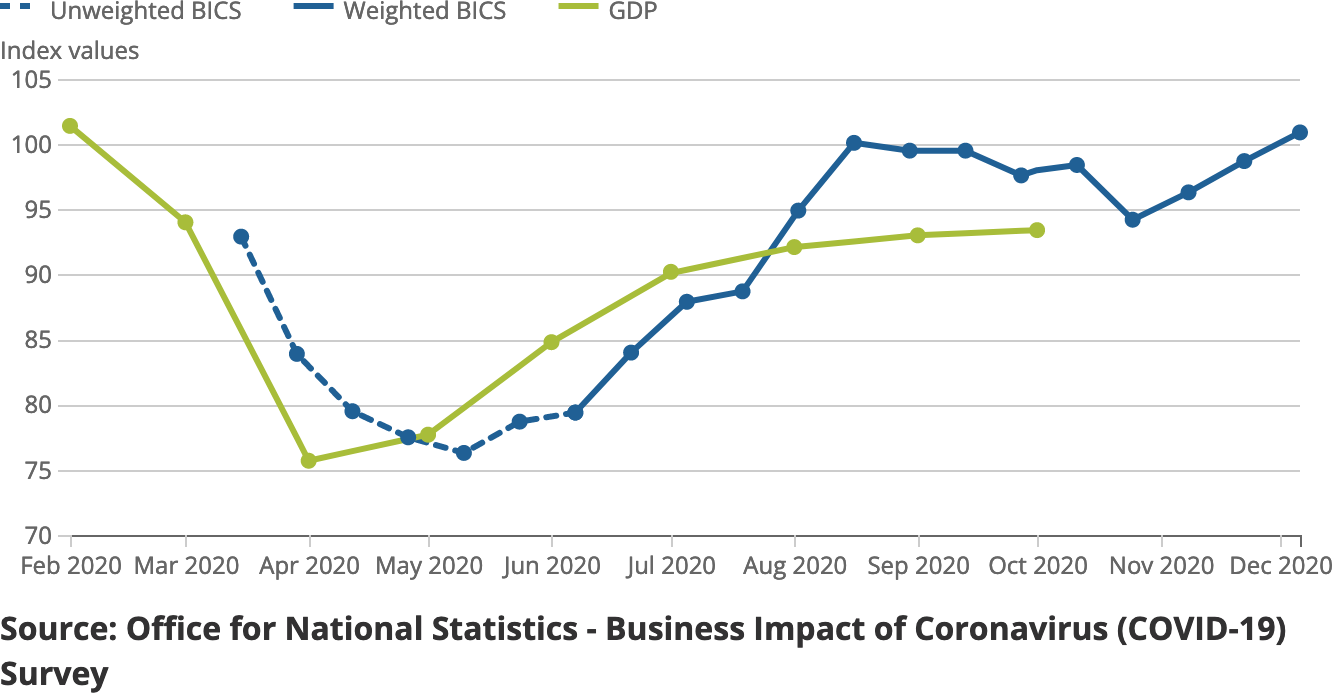 Unweighted BICS Weighted BICS GDP
Index values
105
100
95
90
85
80
75
70
Feb 2020 Mar 2020 Apr 2020 May 2020 Jun 2020 Jul 2020 Aug 2020 Sep 2020 Oct 2020 Nov 2020 Dec 2020
Source: Office for National Statistics - Business Impact of Coronavirus (COVID-19)
Survey